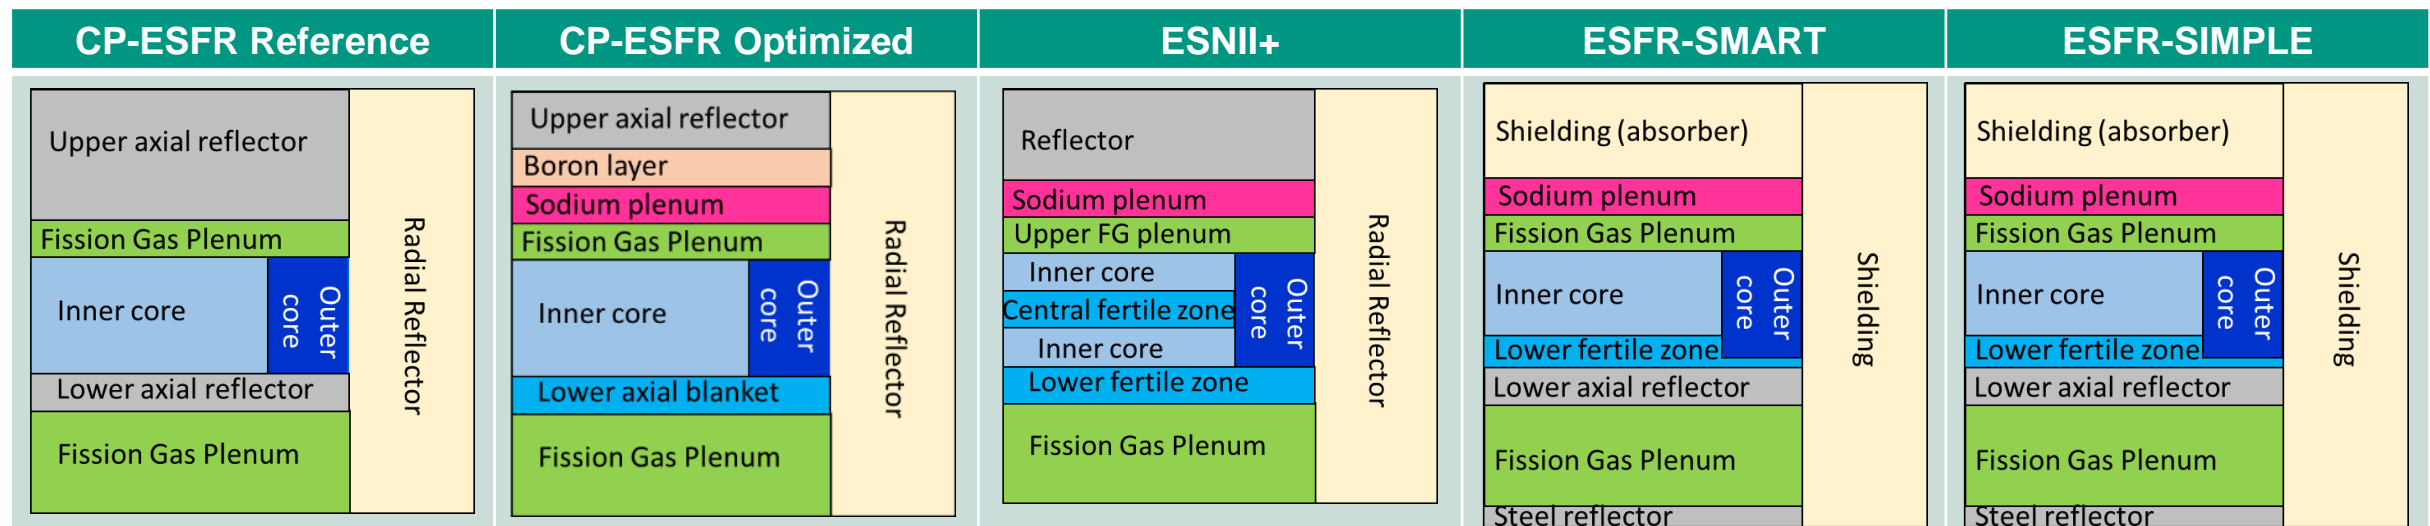 CP-ESFR Reference
CP-ESFR Optimized
ESNII+
ESFR-SMART
ESFR-SIMPLE
Upper axial reflector
Fission Gas Plenum
Inner core
Outer
core
Lower axial reflector
Fission Gas Plenum
Radial Reflector
Upper axial reflector
Boron layer
Sodium plenum
Fission Gas Plenum
Inner core
Outer
core
Lower axial blanket
Fission Gas Plenum
Radial Reflector
Reflector
Sodium plenum
Upper FG plenum
Inner core
Central fertile zone
Inner core
Outer
core
Lower fertile zone
Fission Gas Plenum
Radial Reflector
Shielding (absorber)
Sodium plenum
Fission Gas Plenum
Inner core
Outer
core
Lower fertile zone
Lower axial reflector
Fission Gas Plenum
Steel reflector
Shielding
Shielding (absorber)
Sodium plenum
Fission Gas Plenum
Inner core
Outer
core
Lower fertile zone
Lower axial reflector
Fission Gas Plenum
Steel reflector
Shielding